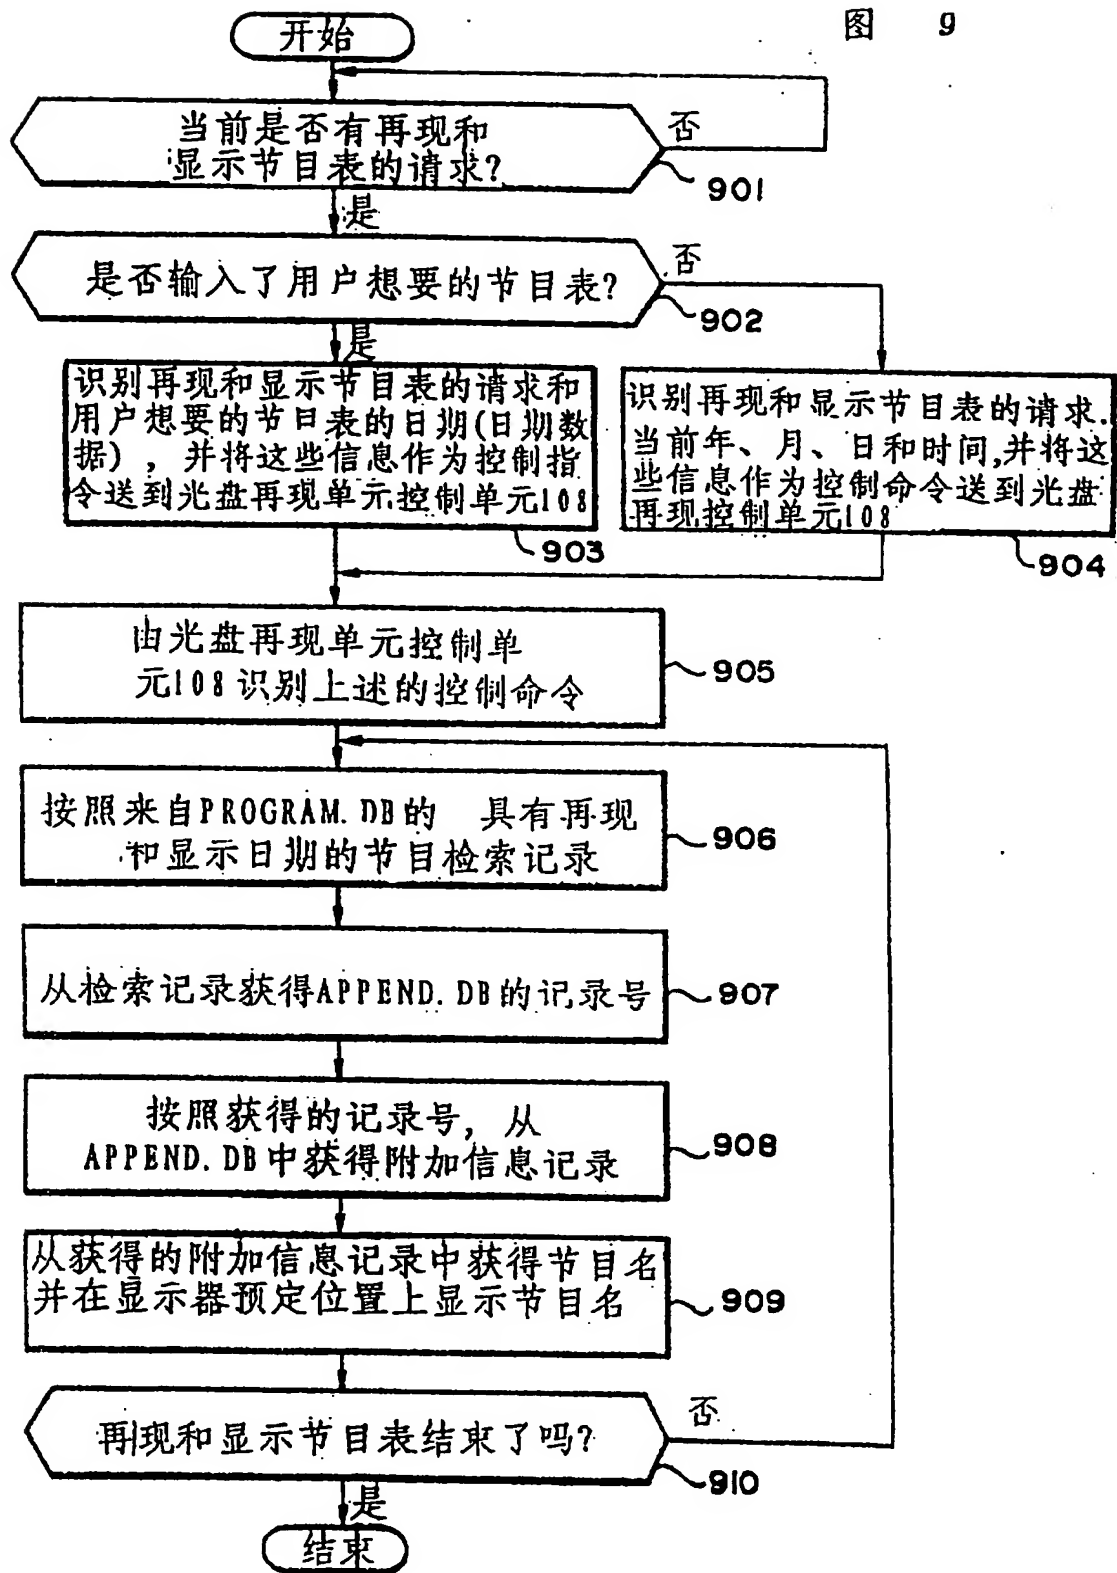 图 9
开始
当前是否有再现和
显示节目表的请求?
否
901
是
是否输入了用户想要的节目表?
否
902
是
识别再现和显示节目表的请求和
用户想要的节目表的日期(日期数
据),并将这些信息作为控制指
令送到光盘再现单元控制单元108
903
识别再现和显示节目表的请求.
当前年、月、日和时间,并将这
些信息作为控制命令送到光盘
再现控制单元108
904
由光盘再现单元控制单
元108识别上述的控制命令
905
按照来自PROGRAM.DB的 具有再现
和显示日期的节目检索记录
906
从检索记录获得APPEND.DB的记录号
907
按照获得的记录号,从
APPEND.DB中获得附加信息记录
908
从获得的附加信息记录中获得节目名
并在显示器预定位置上显示节目名
909
再现和显示节目表结束了吗?
否
910
是
结束